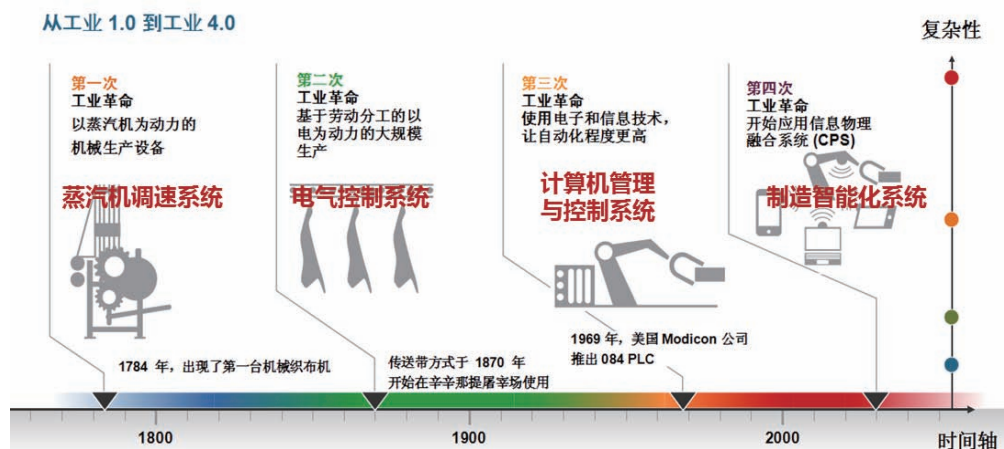 从工业 1.0 到工业 4.0
复杂性
第一次
工业革命
以蒸汽机为动力的
机械生产设备
蒸汽机调速系统
1784 年，出现了第一台机械织布机
第二次
工业革命
基于劳动分工的以
电为动力的大规模
生产
电气控制系统
传送带方式于 1870 年
开始在辛辛那提屠宰场使用
第三次
工业革命
使用电子和信息技术，
让自动化程度更高
计算机管理
与控制系统
1969 年，美国 Modicon 公司
推出 084 PLC
第四次
工业革命
开始应用信息物理
融合系统 (CPS)
制造智能化系统
1800
1900
2000
时间轴